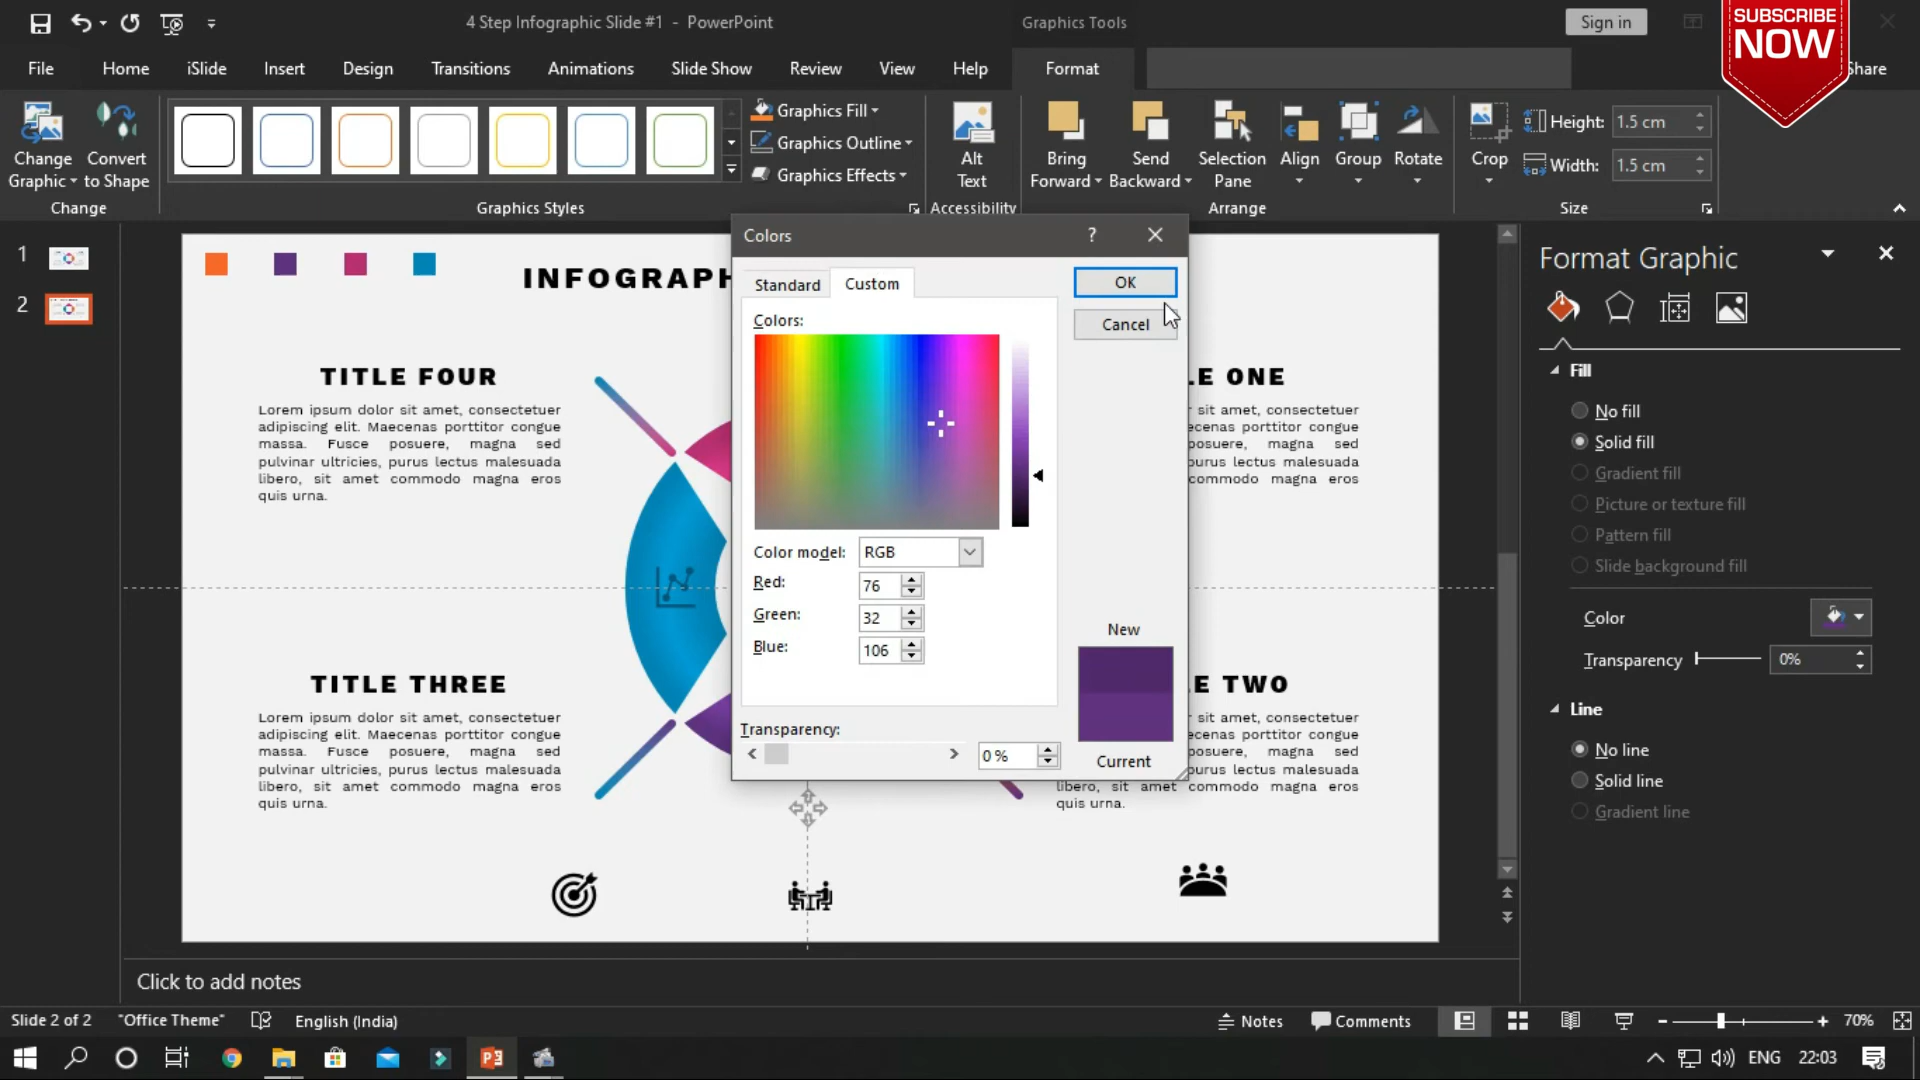 4 Step Infographic Slide #1 - PowerPoint
Graphics Tools
Sign in
SUBSCRIBE
NOW
File
Home
iSlide
Insert
Design
Transitions
Animations
Slide Show
Review
View
Help
Format
Share
Change
Graphic
Convert
to Shape
Change
Graphics Fill
Graphics Outline
Graphics Effects
Graphics Styles
Alt
Text
Accessibility
Bring
Forward
Send
Backward
Selection
Pane
Align
Group
Rotate
Arrange
Crop
Height: 1.5 cm
Width: 1.5 cm
Size
1
2
INFOGRAPH
TITLE FOUR
Lorem ipsum dolor sit amet, consectetuer
adipiscing elit. Maecenas porttitor congue
massa. Fusce posuere, magna sed
pulvinar ultricies, purus lectus malesuada
libero, sit amet commodo magna eros
quis urna.
TITLE THREE
Lorem ipsum dolor sit amet, consectetuer
adipiscing elit. Maecenas porttitor congue
massa. Fusce posuere, magna sed
pulvinar ultricies, purus lectus malesuada
libero, sit amet commodo magna eros
quis urna.
Colors
?
Standard
Custom
OK
Cancel
Colors:
Color model: RGB
Red: 76
Green: 32
Blue: 106
Transparency:
0 %
New
Current
LE ONE
sit amet, consectetuer
ecenas porttitor congue
posuere, magna sed
purus lectus malesuada
ommodo magna eros
LE TWO
sit amet, consectetuer
ecenas porttitor congue
posuere, magna sed
purus lectus malesuada
libero, sit amet commodo magna eros
quis urna.
Format Graphic
Fill
No fill
Solid fill
Gradient fill
Picture or texture fill
Pattern fill
Slide background fill
Color
Transparency 0%
Line
No line
Solid line
Gradient line
Click to add notes
Slide 2 of 2
"Office Theme"
English (India)
Notes
Comments
70%
ENG
22:03